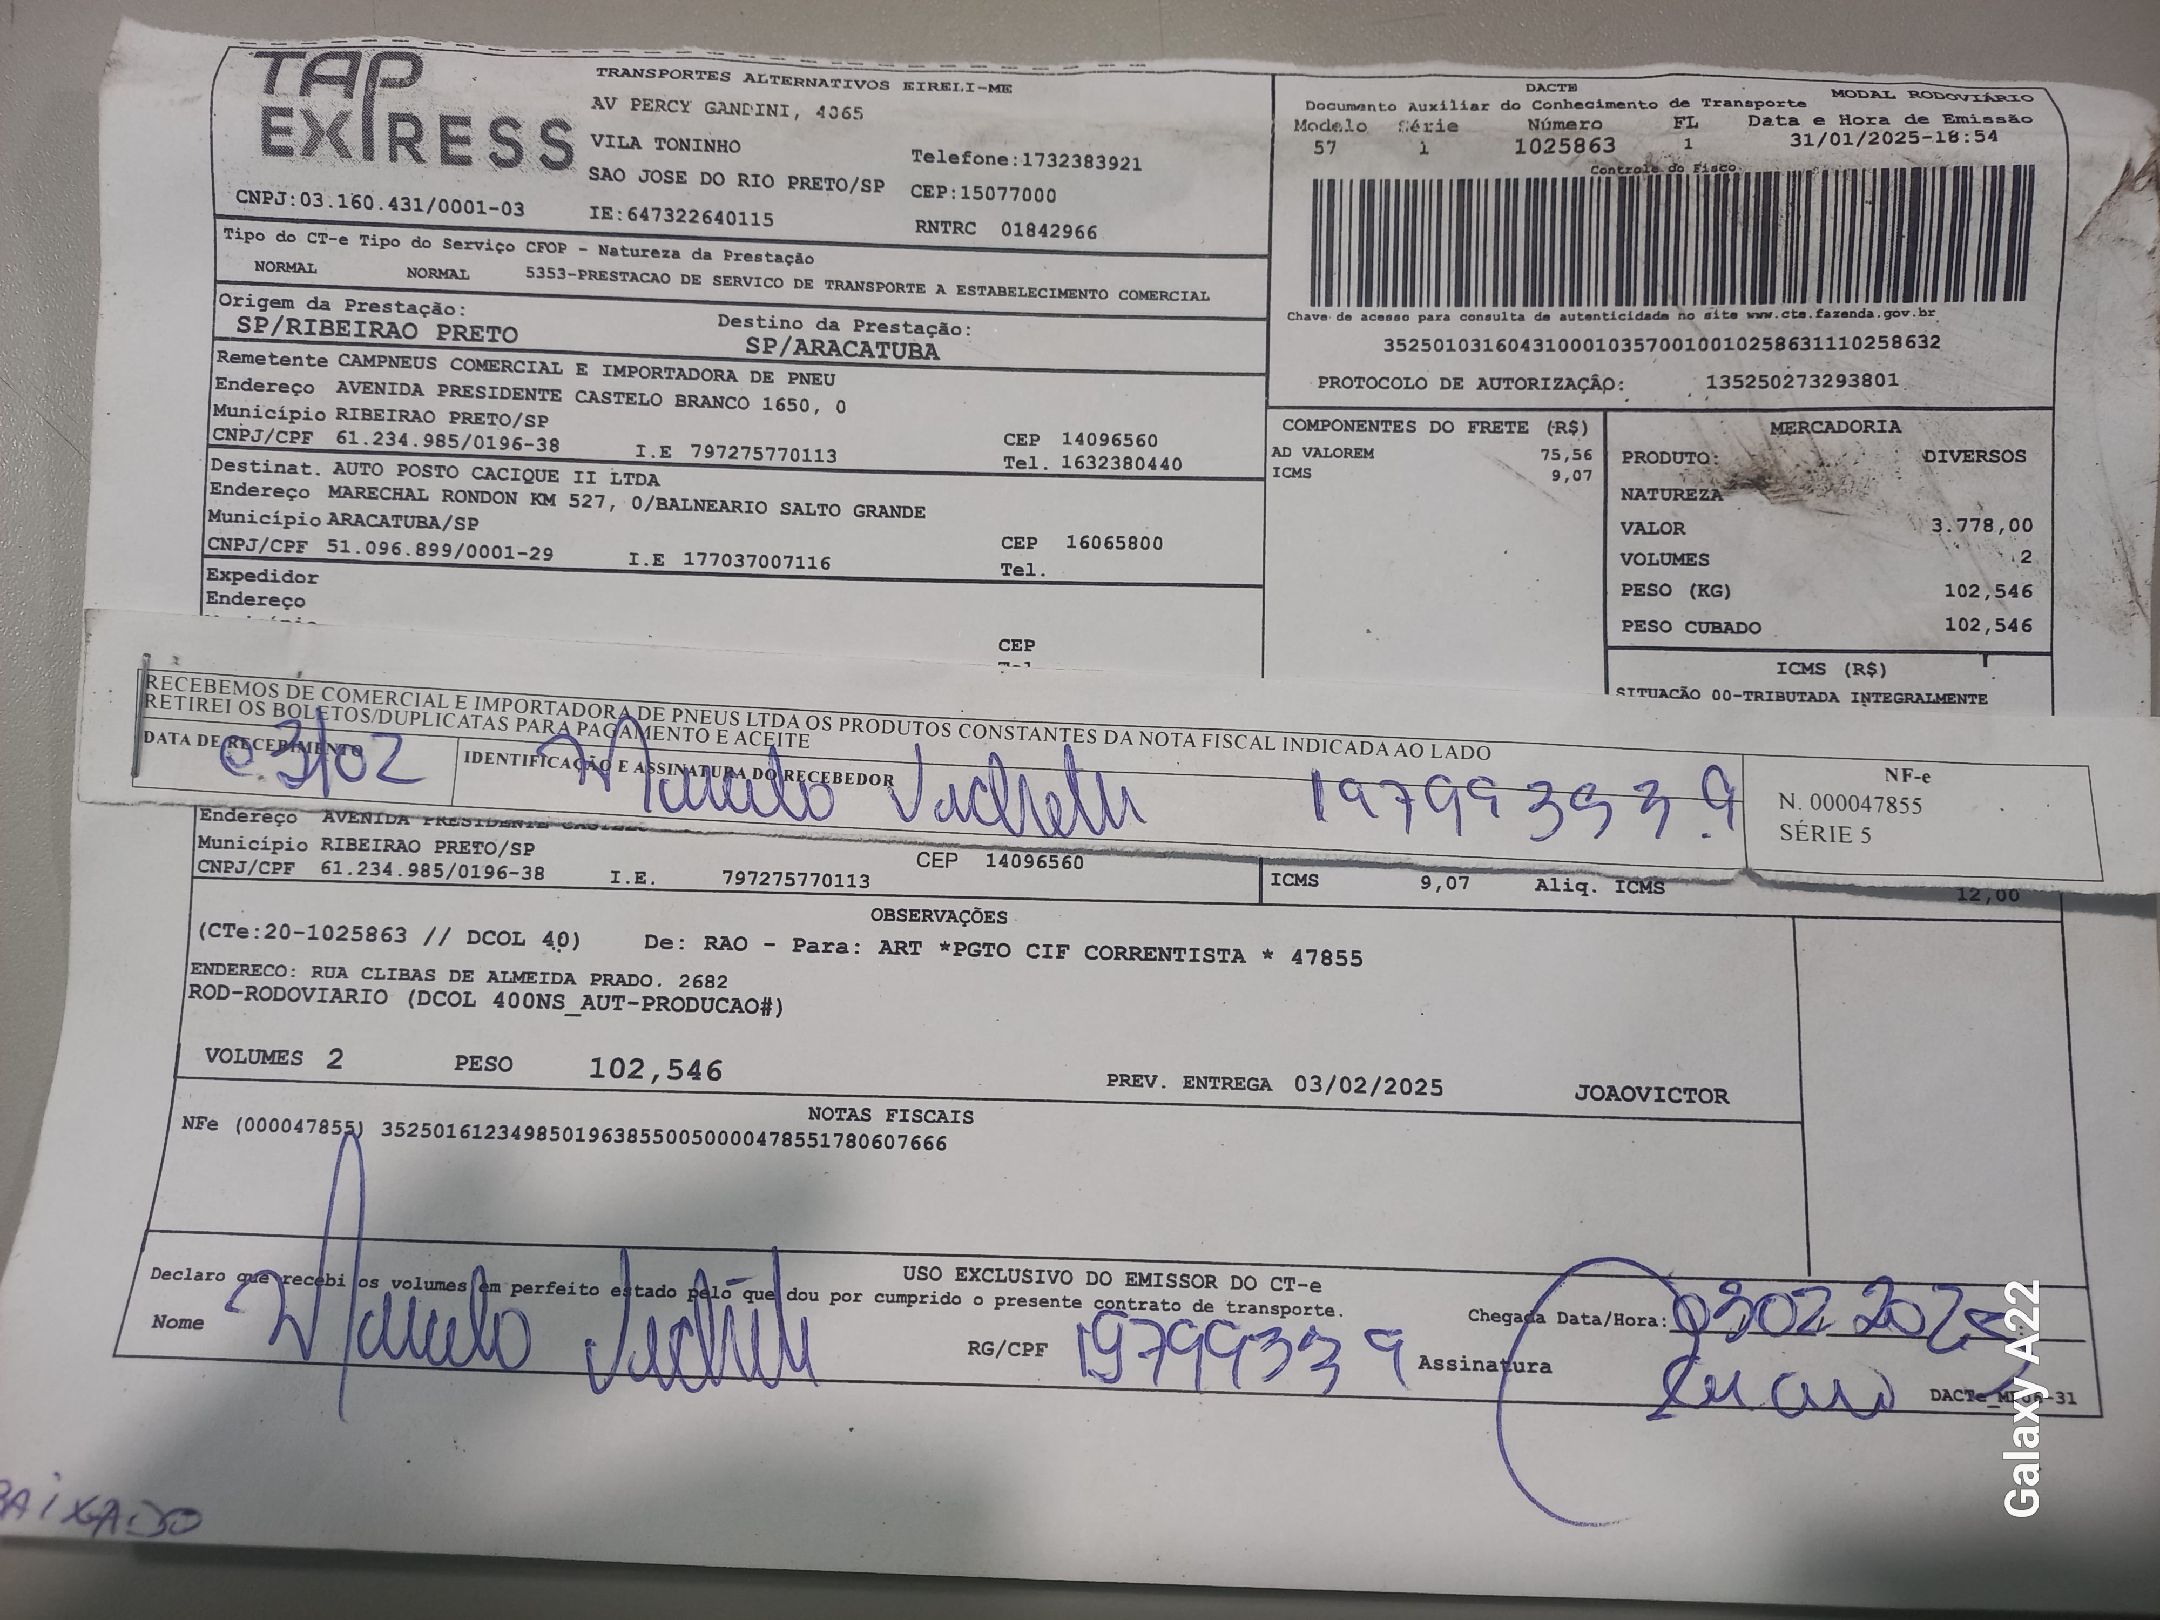 TAP EXPRESS
TRANSPORTES ALTERNATIVOS EIRELI-ME
AV PERCY GANDINI, 4365
VILA TONINHO
Telefone:1732383921
SAO JOSE DO RIO PRETO/SP CEP:15077000
CNPJ:03.160.431/0001-03 IE:647322640115 RNTRC 01842966
DACTE
MODAL RODOVIÁRIO
Documento Auxiliar do Conhecimento de Transporte
Modelo Série Número FL Data e Hora de Emissão
57 1 1025863 1 31/01/2025-18:54
Controle do Fisco
Chave de acesso para consulta de autenticidade no site www.cte.fazenda.gov.br
35250103160431000103570010010258631110258632
PROTOCOLO DE AUTORIZAÇÃO: 135250273293801
Tipo do CT-e Tipo do Serviço CFOP - Natureza da Prestação
NORMAL NORMAL 5353-PRESTACAO DE SERVICO DE TRANSPORTE A ESTABELECIMENTO COMERCIAL
Origem da Prestação: Destino da Prestação:
SP/RIBEIRAO PRETO SP/ARACATUBA
Remetente CAMPNEUS COMERCIAL E IMPORTADORA DE PNEU
Endereço AVENIDA PRESIDENTE CASTELO BRANCO 1650, 0
Município RIBEIRAO PRETO/SP CEP 14096560
CNPJ/CPF 61.234.985/0196-38 I.E 797275770113 Tel. 1632380440
Destinat. AUTO POSTO CACIQUE II LTDA
Endereço MARECHAL RONDON KM 527, 0/BALNEARIO SALTO GRANDE
Município ARACATUBA/SP CEP 16065800
CNPJ/CPF 51.096.899/0001-29 I.E 177037007116 Tel.
Expedidor
Endereço
CEP
COMPONENTES DO FRETE (R$)
AD VALOREM 75,56
ICMS 9,07
MERCADORIA
PRODUTO: DIVERSOS
NATUREZA
VALOR 3.778,00
VOLUMES 2
PESO (KG) 102,546
PESO CUBADO 102,546
ICMS (R$)
SITUACÃO 00-TRIBUTADA INTEGRALMENTE
RECEBEMOS DE COMERCIAL E IMPORTADORA DE PNEUS LTDA OS PRODUTOS CONSTANTES DA NOTA FISCAL INDICADA AO LADO
RETIREI OS BOLETOS/DUPLICATAS PARA PAGAMENTO E ACEITE
DATA DE RECEBIMENTO IDENTIFICAÇÃO E ASSINATURA DO RECEBEDOR
03/02 197993939
NF-e
N. 000047855
SÉRIE 5
Endereço AVENIDA PRESIDENTE
Município RIBEIRAO PRETO/SP CEP 14096560
CNPJ/CPF 61.234.985/0196-38 I.E. 797275770113
ICMS 9,07 Aliq. ICMS 12,00
OBSERVAÇÕES
(CTe:20-1025863 // DCOL 40) De: RAO - Para: ART *PGTO CIF CORRENTISTA * 47855
ENDERECO: RUA CLIBAS DE ALMEIDA PRADO. 2682
ROD-RODOVIARIO (DCOL 400NS_AUT-PRODUCAO#)
VOLUMES 2 PESO 102,546 PREV. ENTREGA 03/02/2025 JOAOVICTOR
NOTAS FISCAIS
NFe (000047855) 35250161234985019638550050000478551780607666
USO EXCLUSIVO DO EMISSOR DO CT-e
Declaro que recebi os volumes em perfeito estado pelo que dou por cumprido o presente contrato de transporte.
Chegada Data/Hora: 0302 2025
Nome RG/CPF 19799339 Assinatura
BAIXADO
Galaxy A22